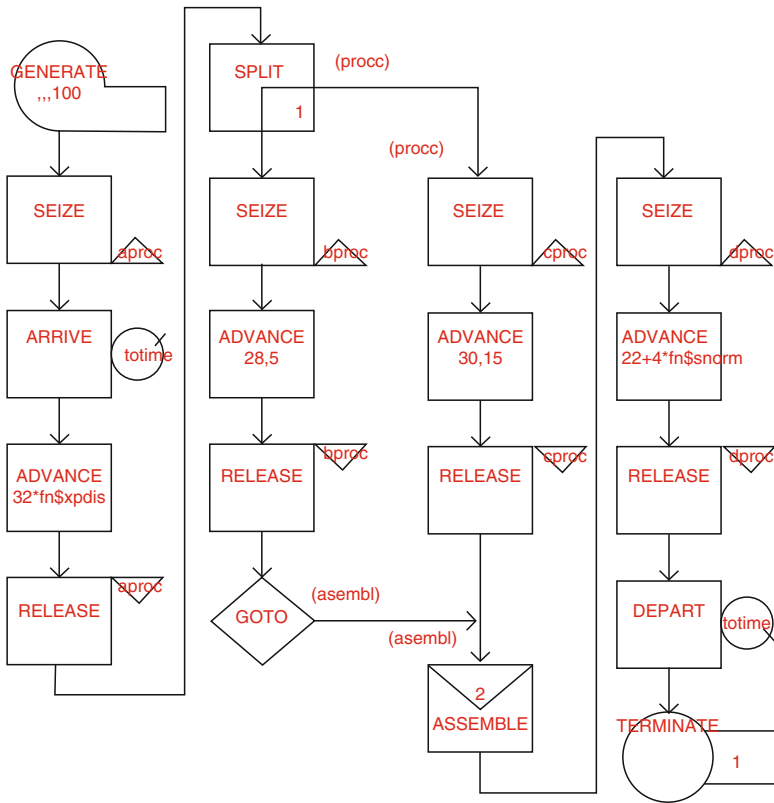 GENERATE
,,,100
SEIZE
aproc
ARRIVE
totime
ADVANCE
32*fn$xpdis
RELEASE
aproc
SPLIT
1
(procc)
SEIZE
bproc
ADVANCE
28,5
RELEASE
bproc
GOTO
(asembl)
(procc)
SEIZE
cproc
ADVANCE
30,15
RELEASE
cproc
(asembl)
2
ASSEMBLE
SEIZE
dproc
ADVANCE
22+4*fn$snorm
RELEASE
dproc
DEPART
totime
TERMINATE
1